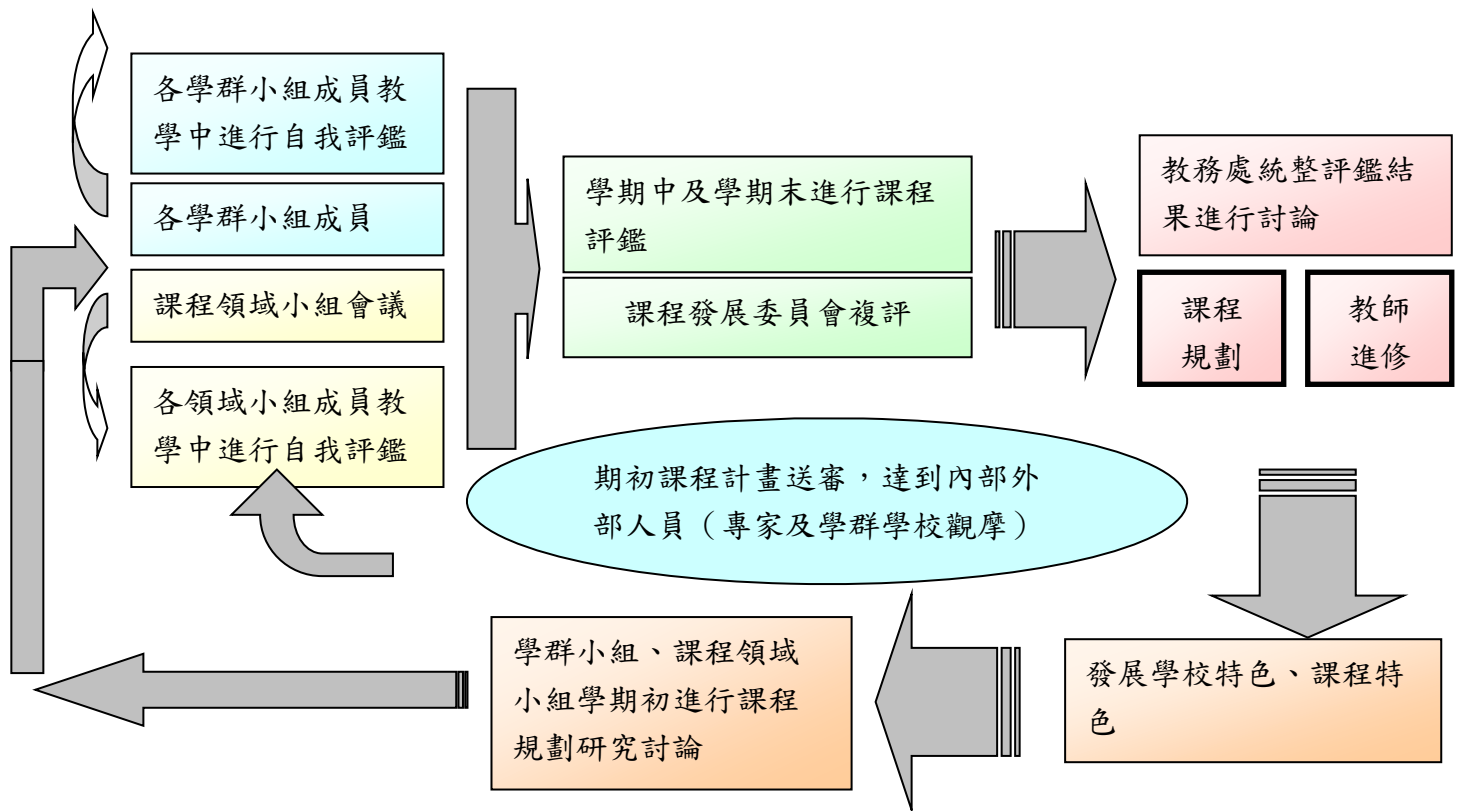 各學群小組成員教
學中進行自我評鑑
各學群小組成員
課程領域小組會議
各領域小組成員教
學中進行自我評鑑
學期中及學期末進行課程
評鑑
課程發展委員會複評
教務處統整評鑑結
果進行討論
課程
規劃
教師
進修
期初課程計畫送審，達到內部外
部人員（專家及學群學校觀摩）
學群小組、課程領域
小組學期初進行課程
規劃研究討論
發展學校特色、課程特
色